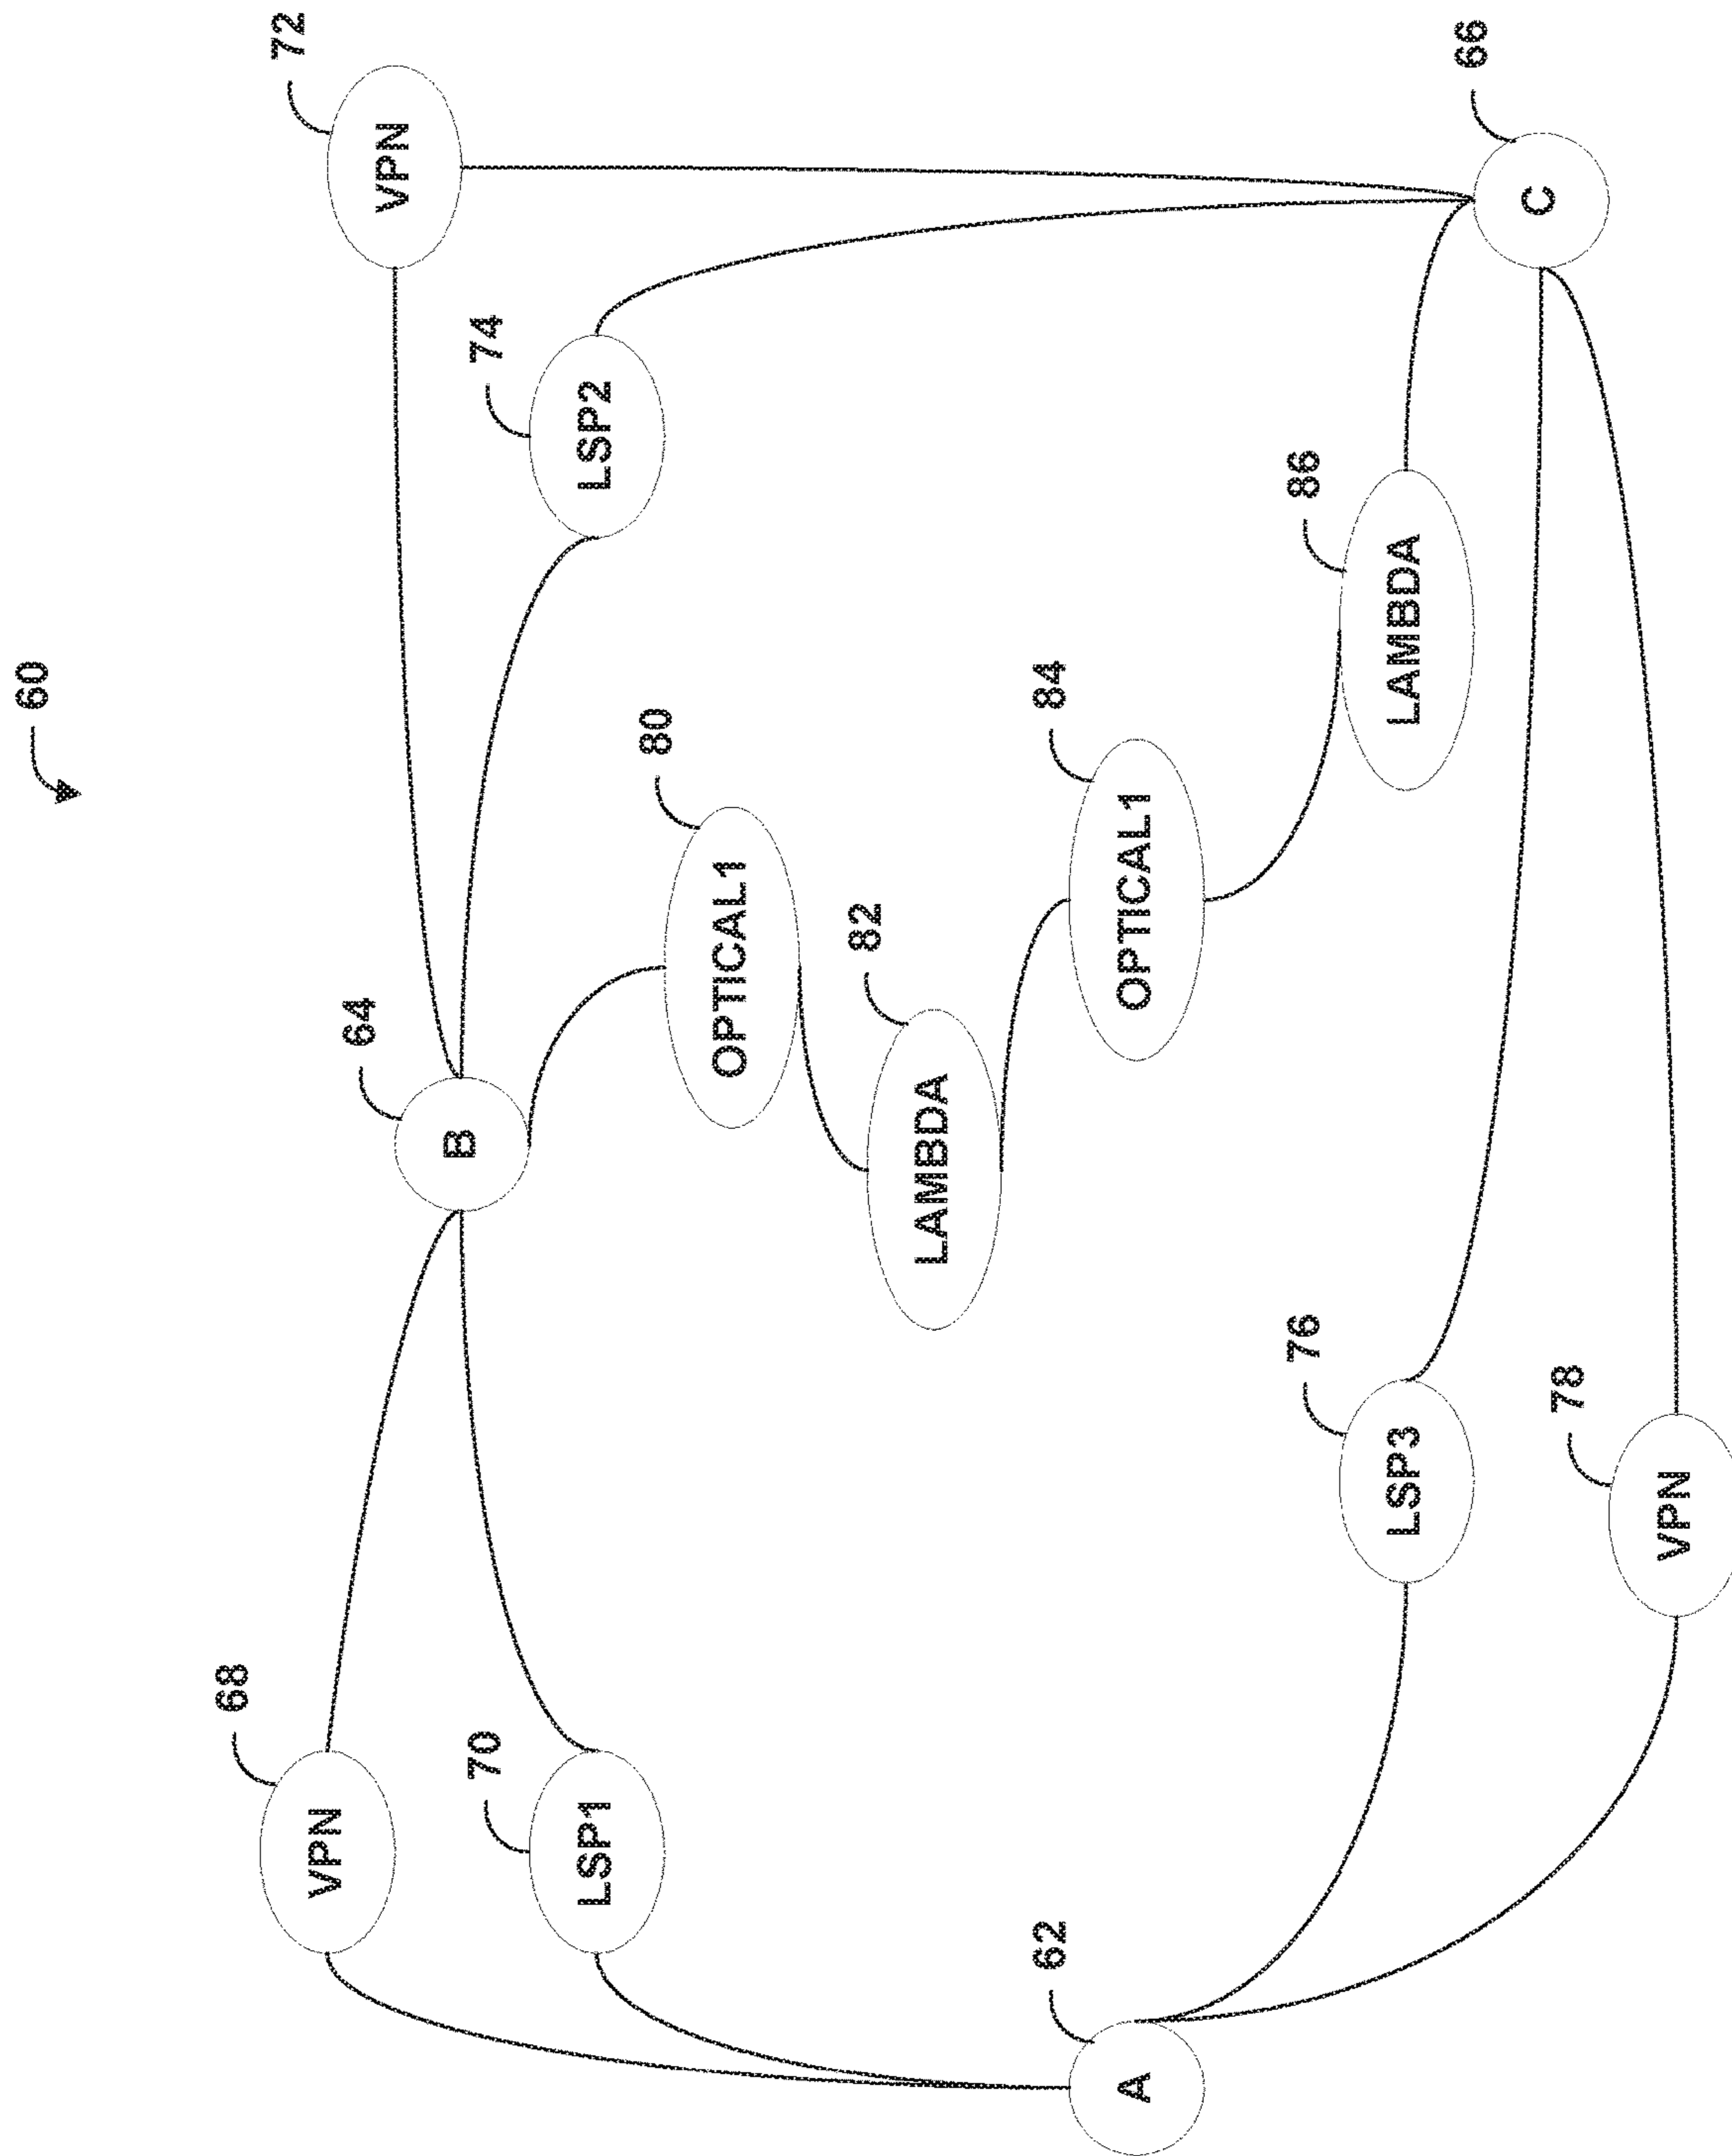 60
72
VPN
68
VPN
64
B
74
LSP2
70
LSP1
80
OPTICAL1
82
LAMBDA
84
OPTICAL1
62
A
86
LAMBDA
76
LSP3
66
C
78
VPN